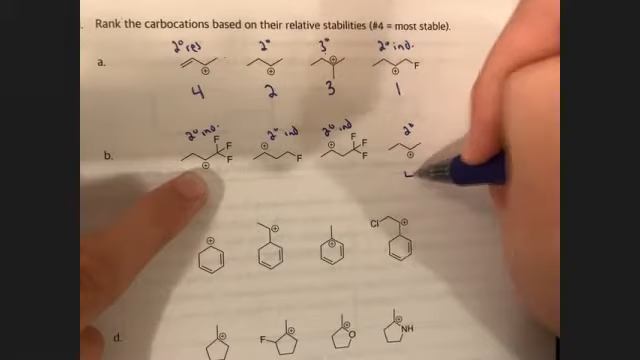 . Rank the carbocations based on their relative stabilities (#4 = most stable).
2° res 2° 3° 2° ind.
a. F
4 2 3 1
2° ind. 2° ind 2° ind 2°
b. F F F F F F F
Cl
d. F O NH